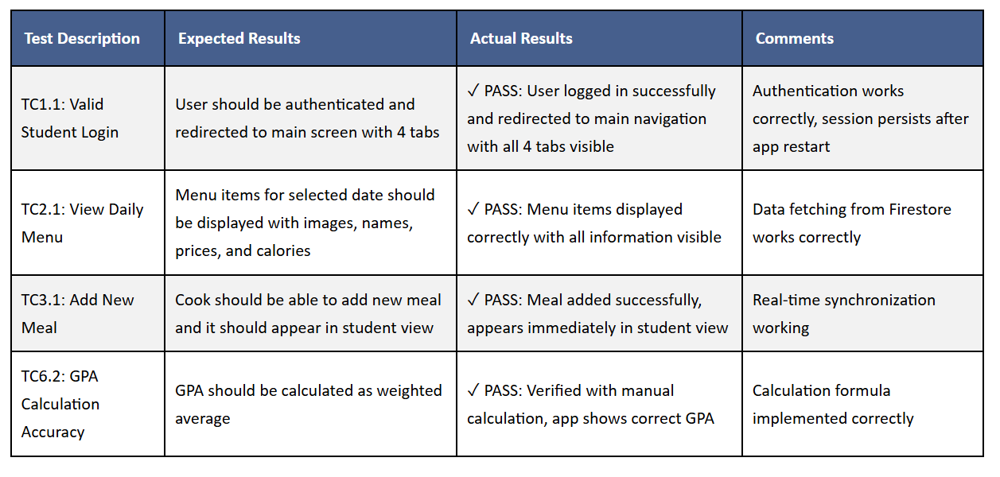 Test Description
Expected Results
Actual Results
Comments
TC1.1: Valid
Student Login
User should be authenticated and
redirected to main screen with 4 tabs
✓ PASS: User logged in successfully
and redirected to main navigation
with all 4 tabs visible
Authentication works
correctly, session persists after
app restart
TC2.1: View Daily
Menu
Menu items for selected date should
be displayed with images, names,
prices, and calories
✓ PASS: Menu items displayed
correctly with all information visible
Data fetching from Firestore
works correctly
TC3.1: Add New
Meal
Cook should be able to add new meal
and it should appear in student view
✓ PASS: Meal added successfully,
appears immediately in student view
Real-time synchronization
working
TC6.2: GPA
Calculation
Accuracy
GPA should be calculated as weighted
average
✓ PASS: Verified with manual
calculation, app shows correct GPA
Calculation formula
implemented correctly